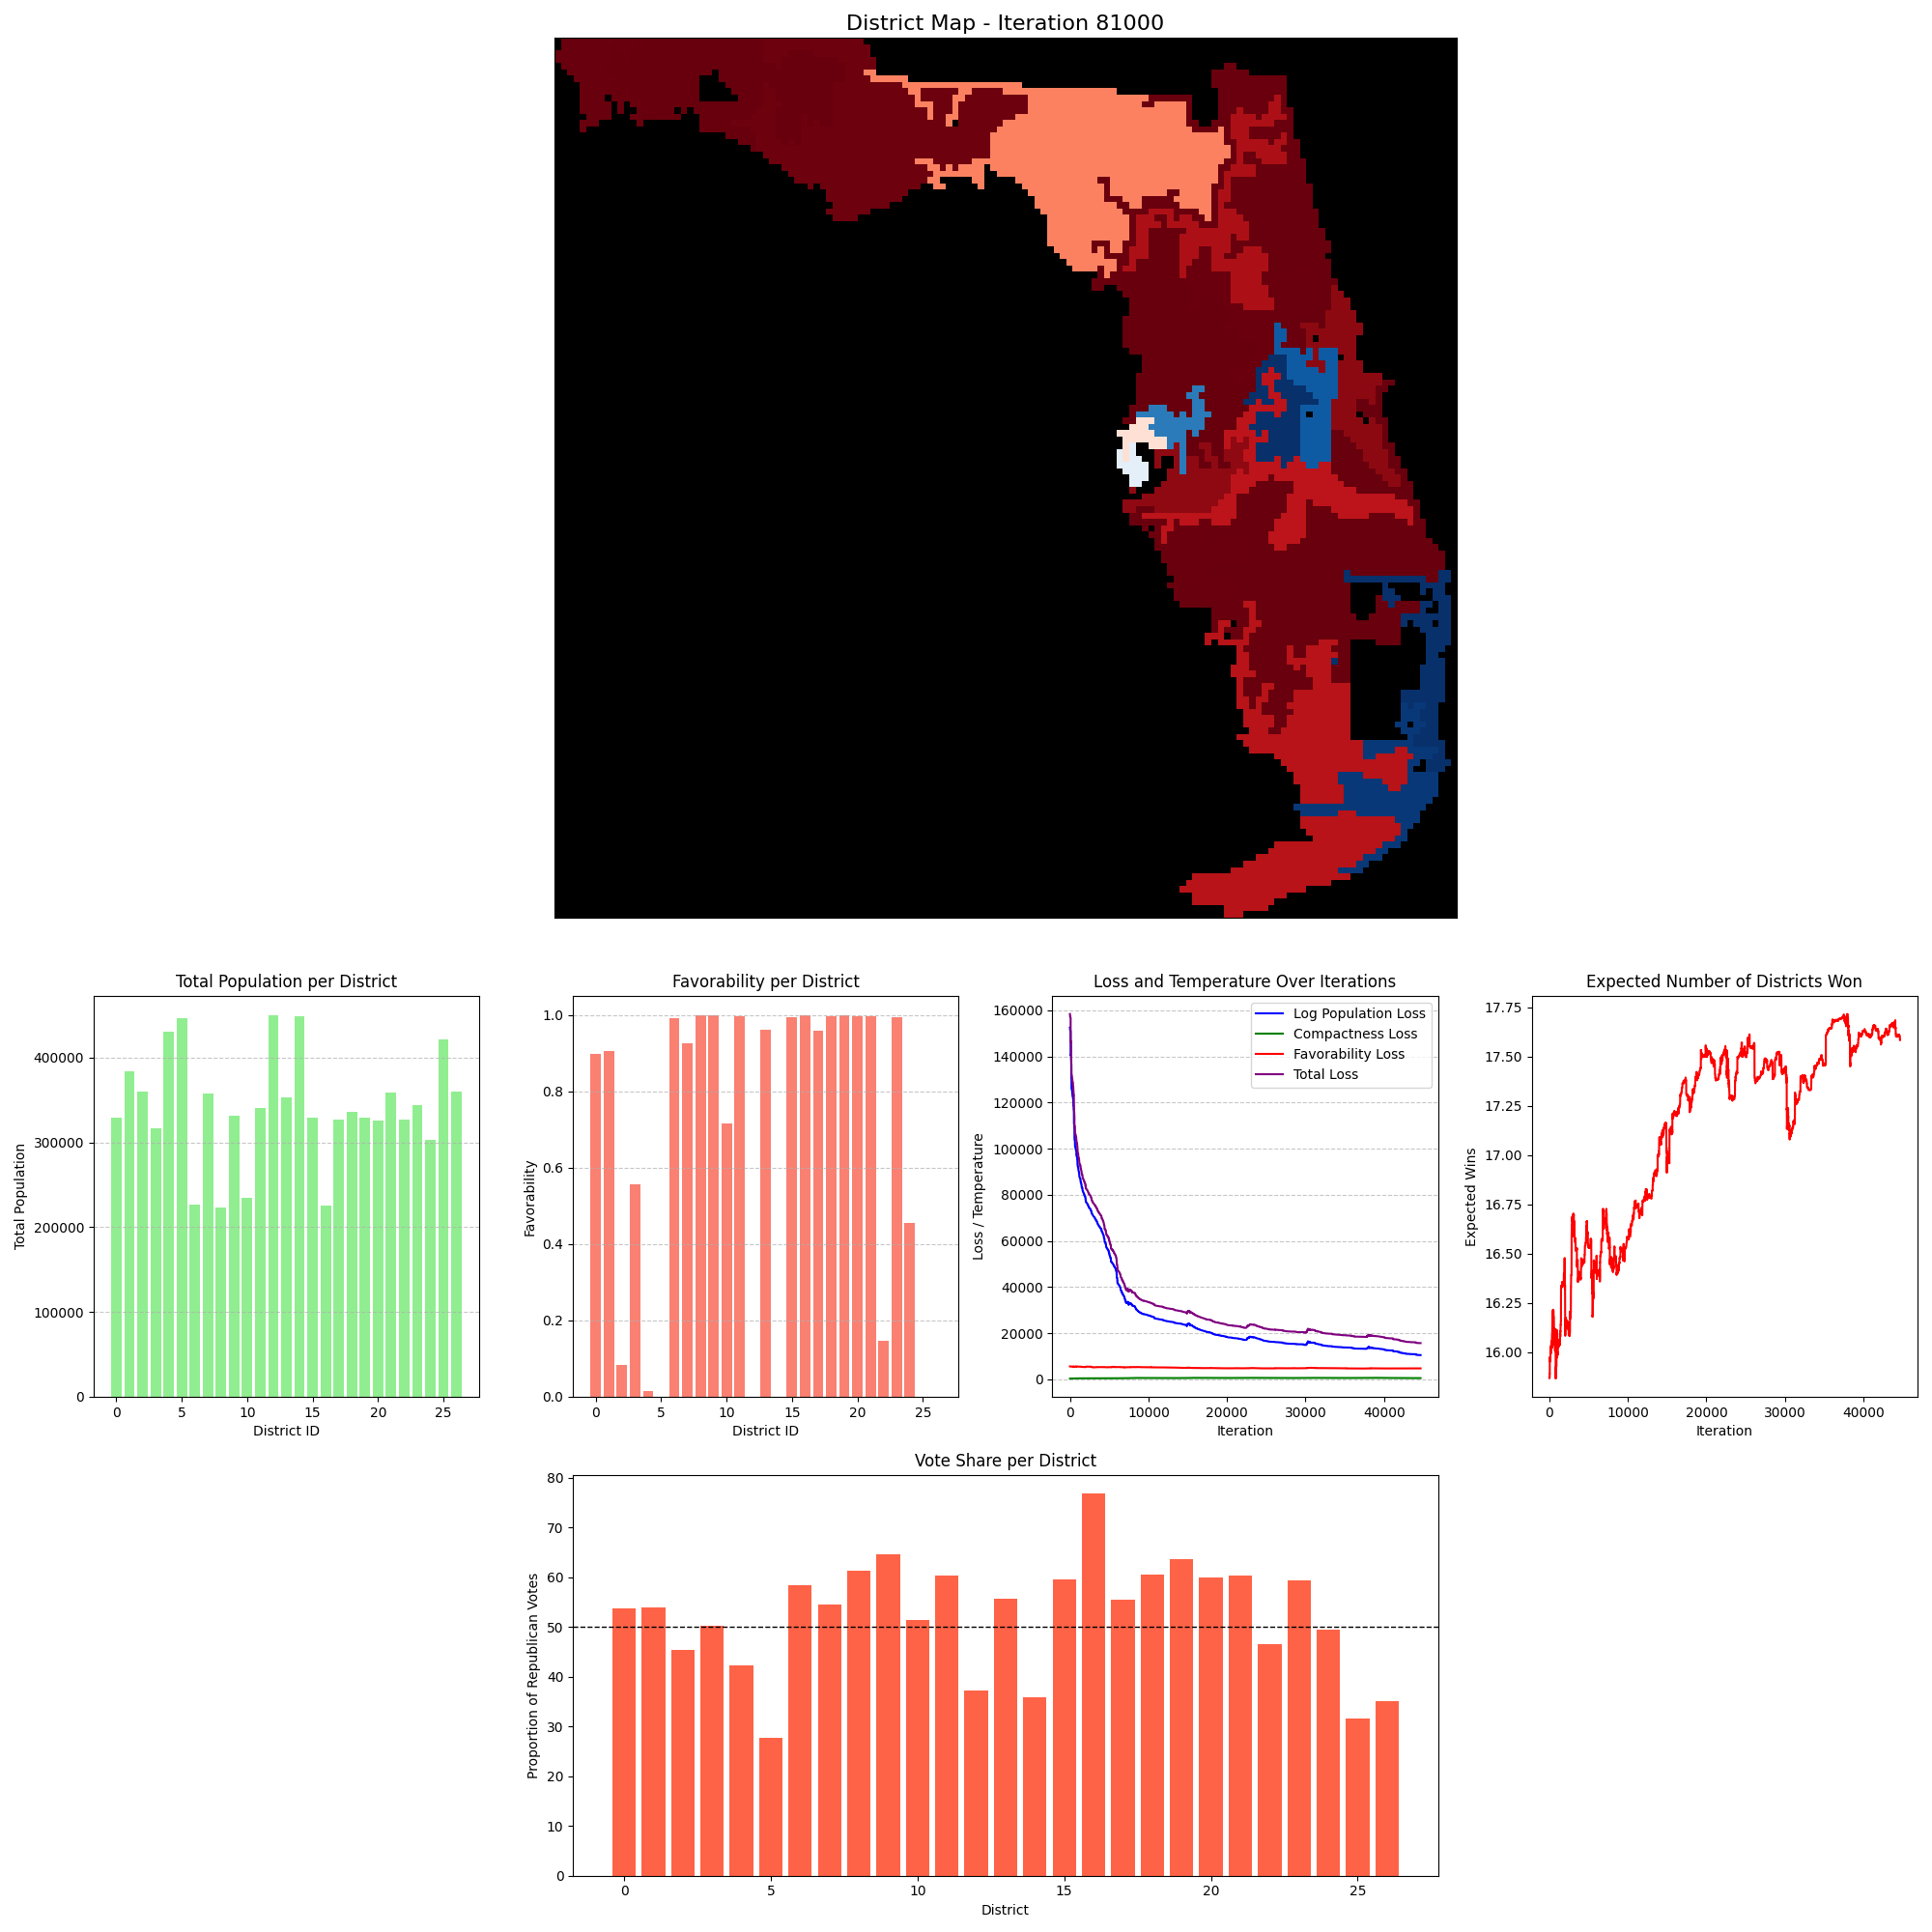 District Map - Iteration 81000
Total Population per District
Total Population
400000
300000
200000
100000
0
0 5 10 15 20 25
District ID
Favorability per District
Favorability
1.0
0.8
0.6
0.4
0.2
0.0
0 5 10 15 20 25
District ID
Loss and Temperature Over Iterations
Loss / Temperature
160000
140000
120000
100000
80000
60000
40000
20000
0
Log Population Loss
Compactness Loss
Favorability Loss
Total Loss
0 10000 20000 30000 40000
Iteration
Expected Number of Districts Won
Expected Wins
17.75
17.50
17.25
17.00
16.75
16.50
16.25
16.00
0 10000 20000 30000 40000
Iteration
Vote Share per District
Proportion of Republican Votes
80
70
60
50
40
30
20
10
0
0 5 10 15 20 25
District